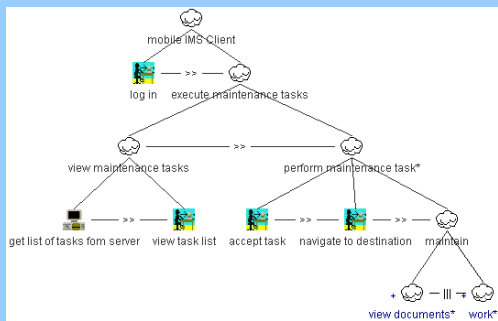 mobile IMS Client
>>
log in
execute maintenance tasks
>>
view maintenance tasks
perform maintenance task*
>>
>>
>>
get list of tasks fom server
view task list
accept task
navigate to destination
maintain
+
|||
+
view documents*
work*